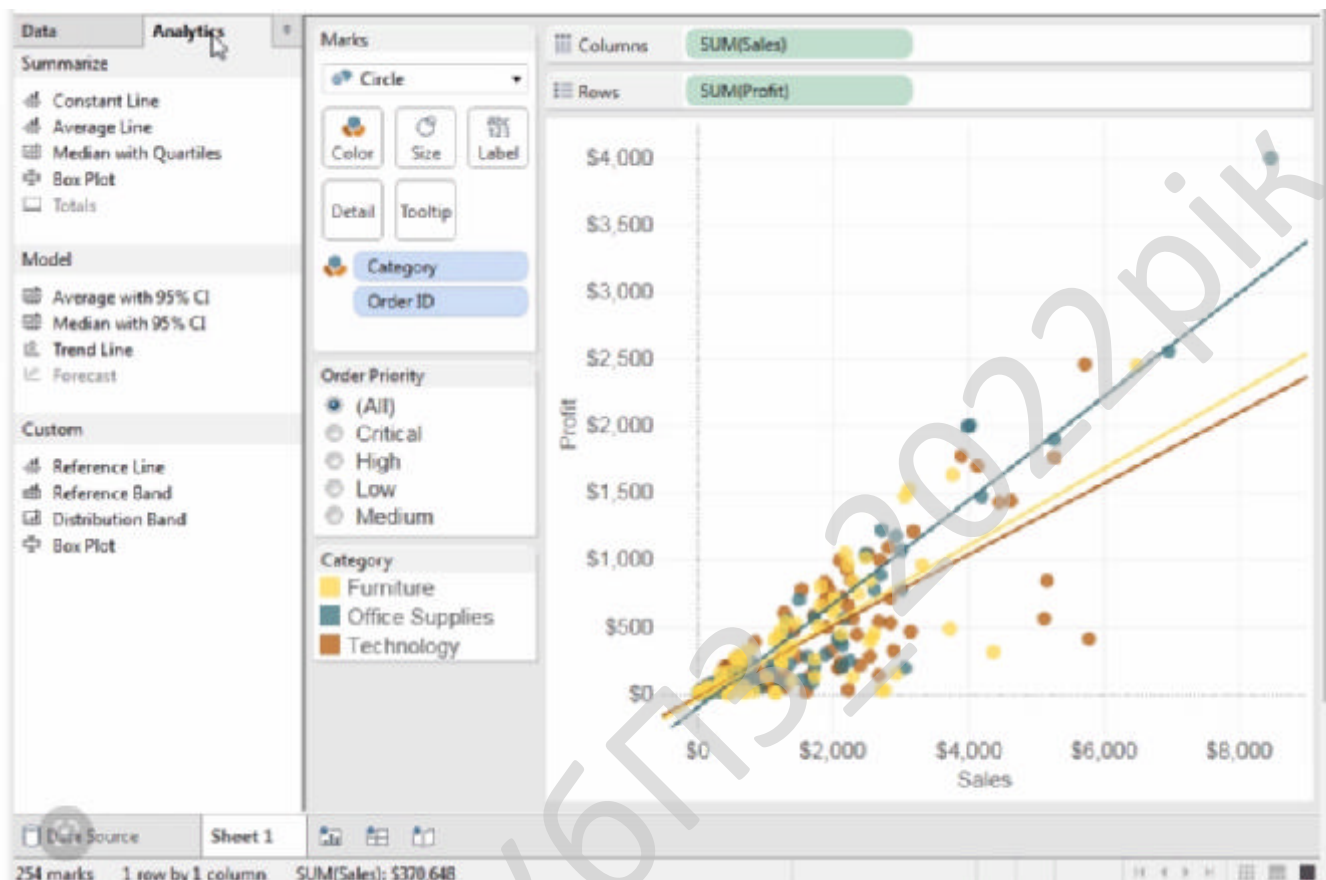 Data Analytics
Summarize
Constant Line
Average Line
Median with Quartiles
Box Plot
Totals
Model
Average with 95% CI
Median with 95% CI
Trend Line
Forecast
Custom
Reference Line
Reference Band
Distribution Band
Box Plot
Marks
Circle
Color Size Label
Detail Tooltip
Category
Order ID
Order Priority
(All)
Critical
High
Low
Medium
Category
Furniture
Office Supplies
Technology
Columns SUM(Sales)
Rows SUM(Profit)
$4,000
$3,500
$3,000
$2,500
$2,000
$1,500
$1,000
$500
$0
Profit
$0 $2,000 $4,000 $6,000 $8,000
Sales
Data Source Sheet 1
254 marks 1 row by 1 column SUM(Sales): $370,648
2022рік